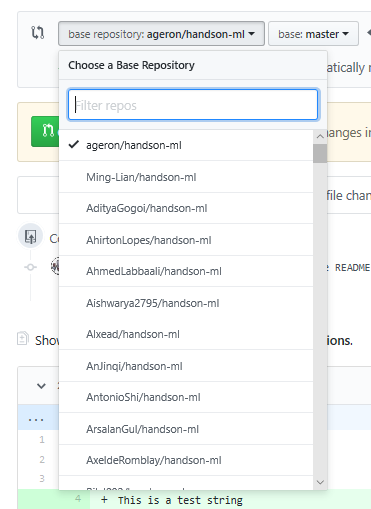 base repository: ageron/handson-ml base: master
Choose a Base Repository
atically m
Filter repos
ageron/handson-ml
hanges in
Ming-Lian/handson-ml
file chan
AdityaGogoi/handson-ml
AhirtonLopes/handson-ml
Co
AhmedLabbaali/handson-ml
e README
Aishwarya2795/handson-ml
Alxead/handson-ml
Show
ions.
AnJinqi/handson-ml
AntonioShi/handson-ml
...
ArsalanGul/handson-ml
1
AxeldeRomblay/handson-ml
2
3
4 + This is a test string